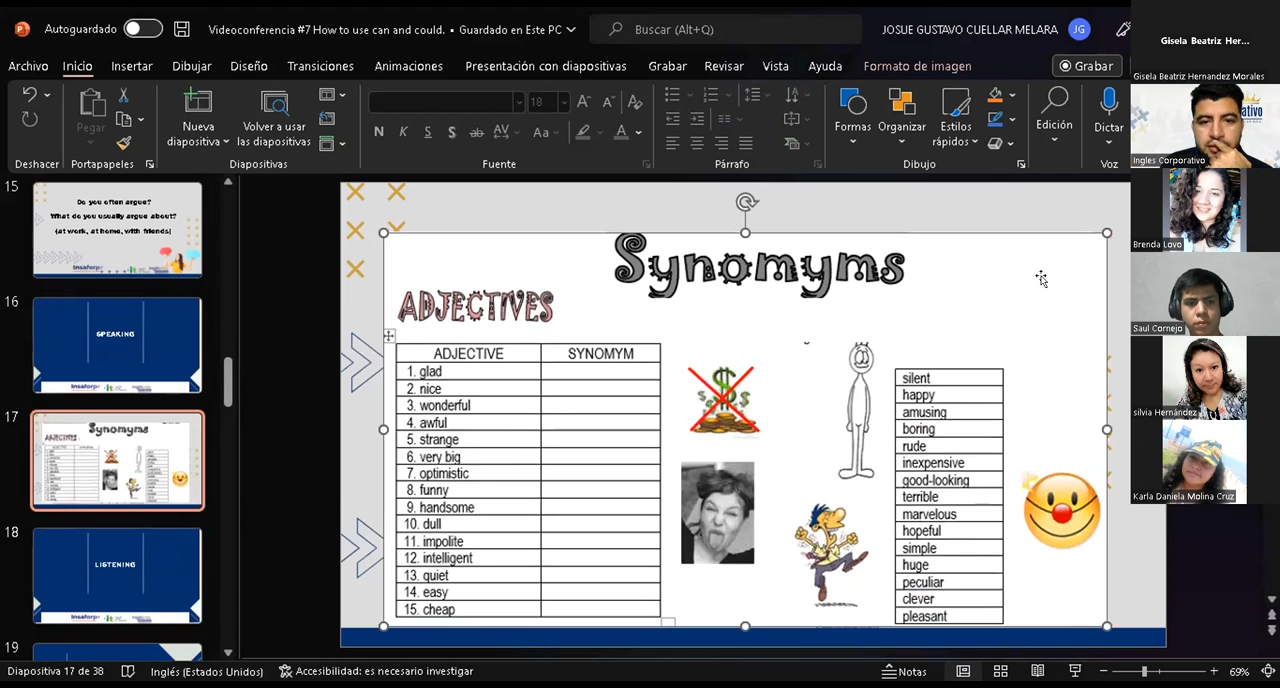 Autoguardado
Videoconferencia #7 How to use can and could. • Guardado en Este PC
Buscar (Alt+Q)
JOSUE GUSTAVO CUELLAR MELARA
JG
Archivo Inicio Insertar Dibujar Diseño Transiciones Animaciones Presentación con diapositivas Grabar Revisar Vista Ayuda Formato de imagen
Grabar
Pegar
Nueva diapositiva
Volver a usar las diapositivas
18
N K S S ab AV Aa A
Formas
Organizar
Estilos rápidos
Edición
Dictar
Deshacer Portapapeles Diapositivas Fuente Párrafo Dibujo Voz
15
Do you often argue?
What do you usually argue about?
(at work, at home, with friends)
Insaforp
16
SPEAKING
Insaforp
17
Synomyms
ADJECTIVES
18
LISTENING
Insaforp
19
Synomyms
ADJECTIVES
ADJECTIVE SYNOMYM
1. glad
2. nice
3. wonderful
4. awful
5. strange
6. very big
7. optimistic
8. funny
9. handsome
10. dull
11. impolite
12. intelligent
13. quiet
14. easy
15. cheap
silent
happy
amusing
boring
rude
inexpensive
good-looking
terrible
marvelous
hopeful
simple
huge
peculiar
clever
pleasant
Gisela Beatriz Her...
Gisela Beatriz Hernandez Morales
Ingles Corporativo
Brenda Lovo
Saul Cornejo
silvia Hernández
Karla Daniela Molina Cruz
Diapositiva 17 de 38
Inglés (Estados Unidos)
Accesibilidad: es necesario investigar
Notas
69%